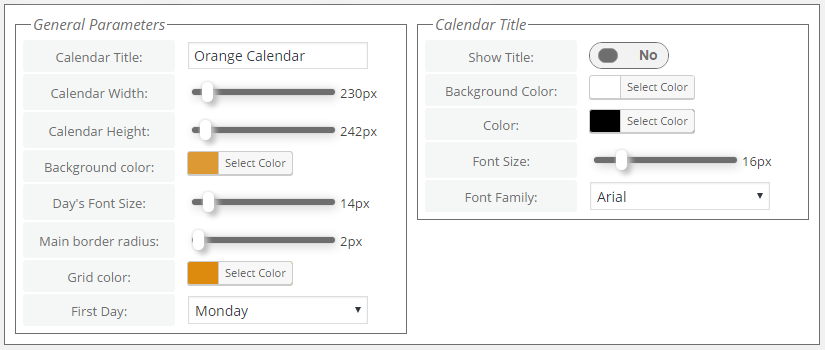 General Parameters
Calendar Title: Orange Calendar
Calendar Width: 230px
Calendar Height: 242px
Background color: Select Color
Day's Font Size: 14px
Main border radius: 2px
Grid color: Select Color
First Day: Monday
Calendar Title
Show Title: No
Background Color: Select Color
Color: Select Color
Font Size: 16px
Font Family: Arial